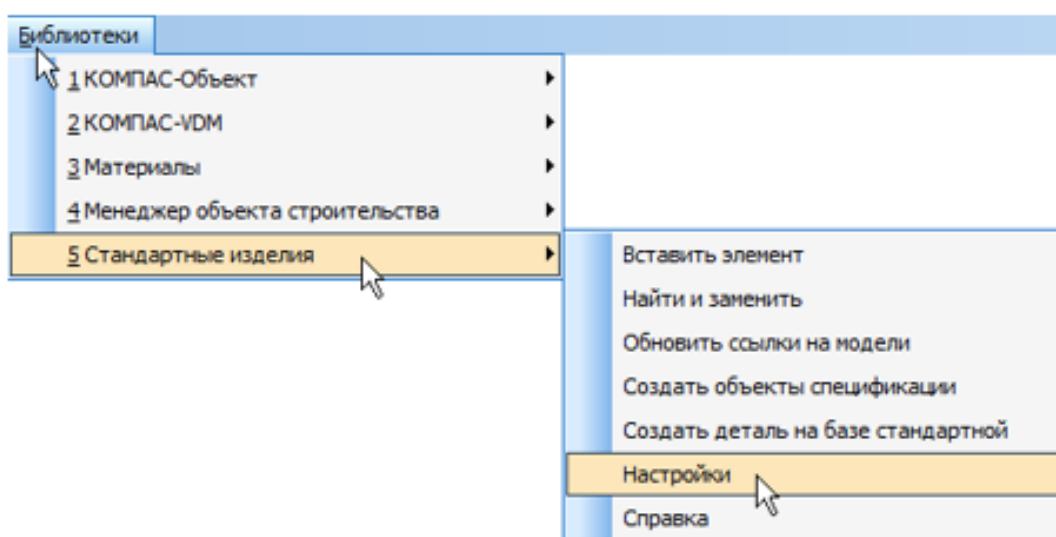 Библиотеки
1 КОМПАС-Объект
2 КОМПАС-VDM
3 Материалы
4 Менеджер объекта строительства
5 Стандартные изделия
Вставить элемент
Найти и заменить
Обновить ссылки на модели
Создать объекты спецификации
Создать деталь на базе стандартной
Настройки
Справка